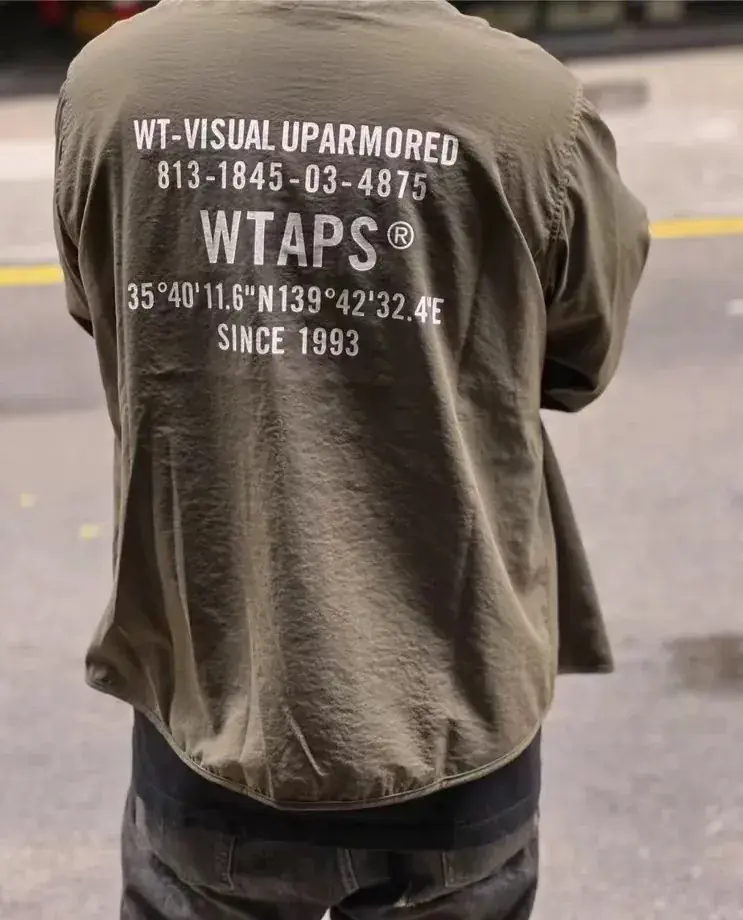 WT-VISUAL UPARMORED
813-1845-03-4875
WTAPS®
35°40'11.6"N139°42'32.4"E
SINCE 1993